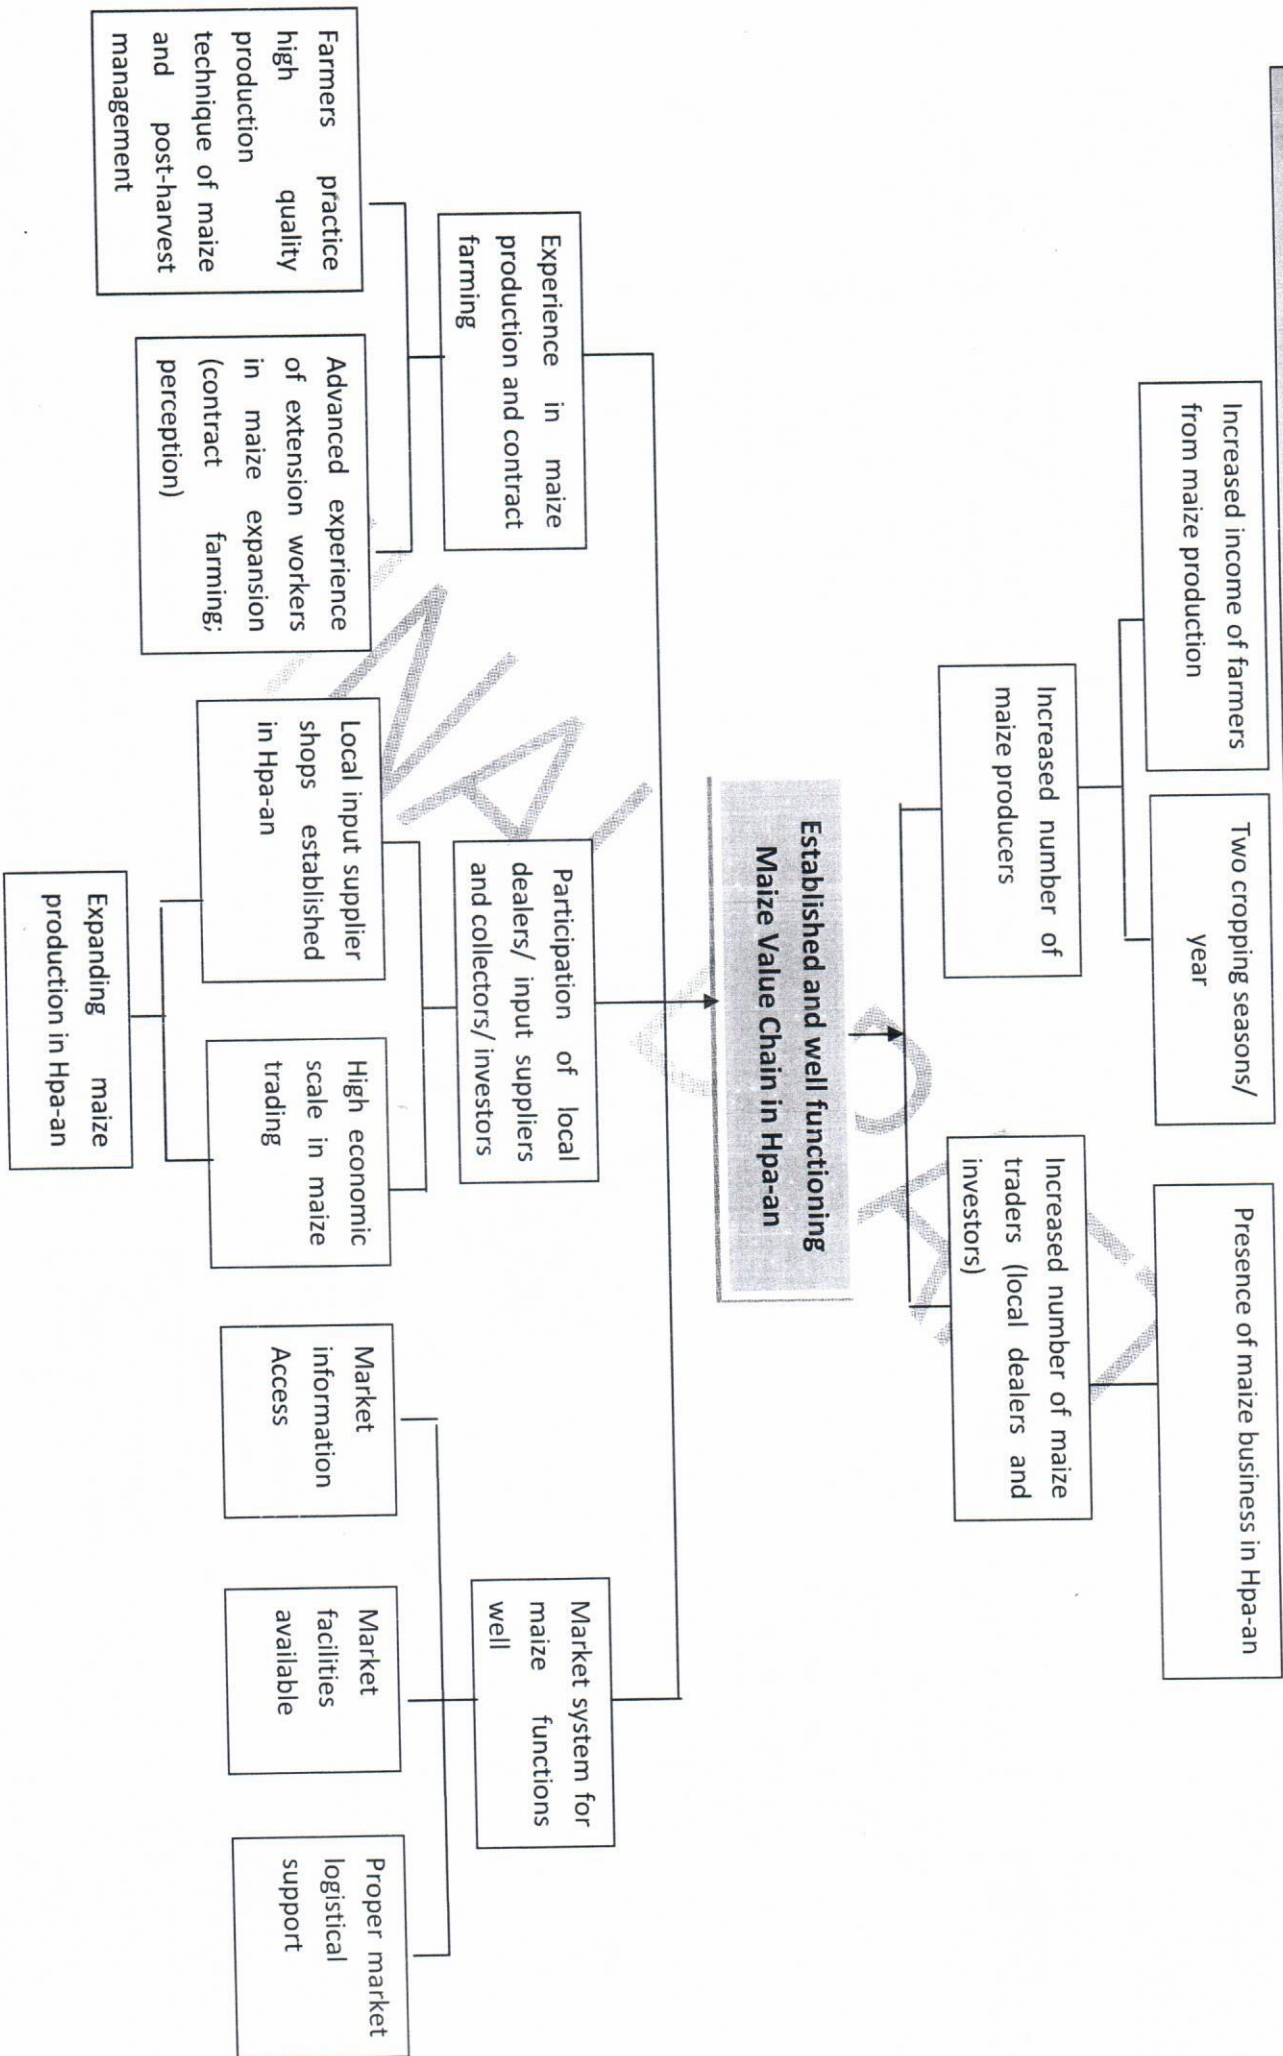 Increased income of farmers
from maize production
Two cropping seasons/
year
Presence of maize business in Hpa-an
Increased number of
maize producers
Increased number of maize
traders (local dealers and
investors)
Established and well functioning
Maize Value Chain in Hpa-an
Experience in maize
production and contract
farming
Participation of local
dealers/ input suppliers
and collectors/ investors
Market system for
maize functions
well
Farmers practice
high quality
production
technique of maize
and post-harvest
management
Advanced experience
of extension workers
in maize expansion
(contract farming;
perception)
Local input supplier
shops established
in Hpa-an
High economic
scale in maize
trading
Market
information
Access
Market
facilities
available
Proper market
logistical
support
Expanding maize
production in Hpa-an